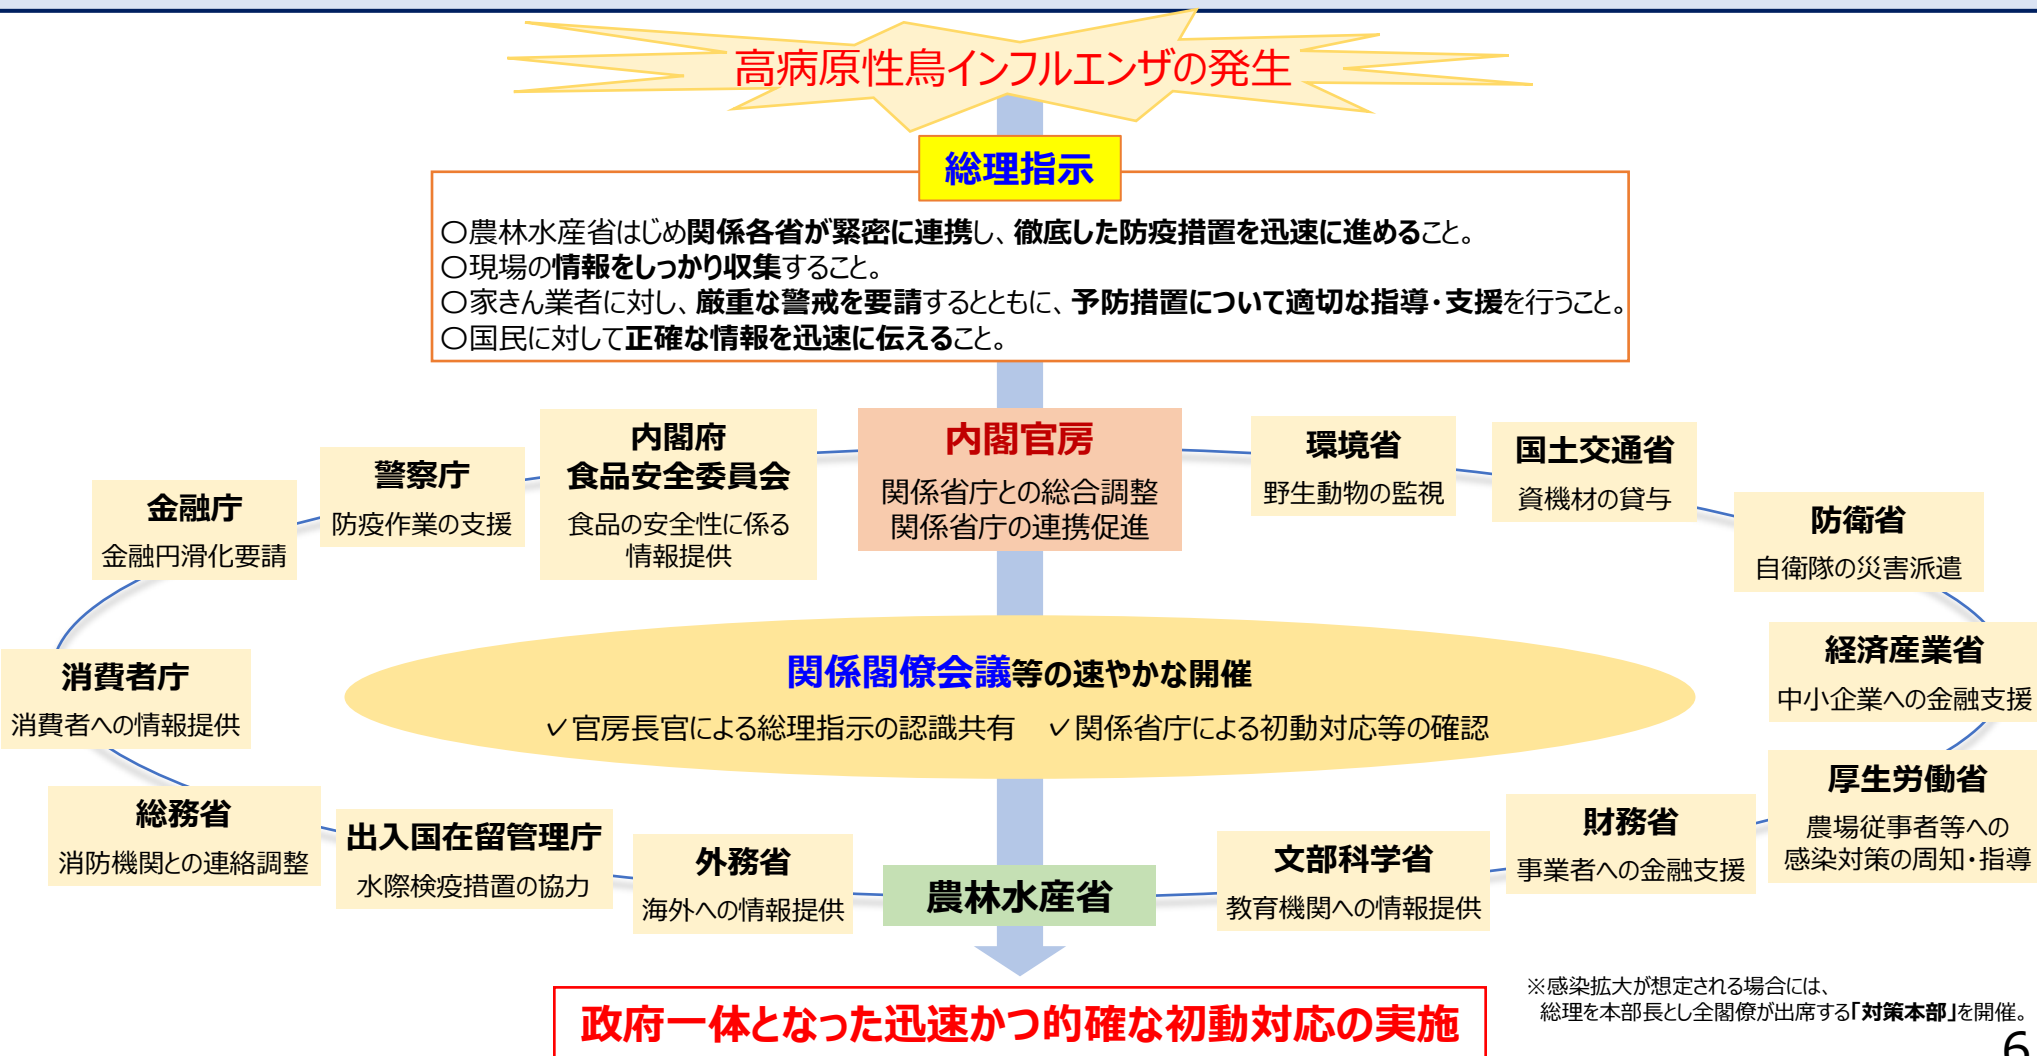 高病原性鳥インフルエンザの発生
総理指示
〇農林水産省はじめ関係各省が緊密に連携し、徹底した防疫措置を迅速に進めること。
〇現場の情報をしっかり収集すること。
〇家きん業者に対し、厳重な警戒を要請するとともに、予防措置について適切な指導・支援を行うこと。
〇国民に対して正確な情報を迅速に伝えること。
内閣官房
関係省庁との総合調整
関係省庁の連携促進
環境省
野生動物の監視
国土交通省
資機材の貸与
防衛省
自衛隊の災害派遣
経済産業省
中小企業への金融支援
厚生労働省
農場従事者等への
感染対策の周知・指導
財務省
事業者への金融支援
文部科学省
教育機関への情報提供
農林水産省
外務省
海外への情報提供
出入国在留管理庁
水際検疫措置の協力
総務省
消防機関との連絡調整
消費者庁
消費者への情報提供
金融庁
金融円滑化要請
警察庁
防疫作業の支援
内閣府
食品安全委員会
食品の安全性に係る
情報提供
関係閣僚会議等の速やかな開催
✓官房長官による総理指示の認識共有　✓関係省庁による初動対応等の確認
政府一体となった迅速かつ的確な初動対応の実施
※感染拡大が想定される場合には、
総理を本部長とし全閣僚が出席する「対策本部」を開催。
6